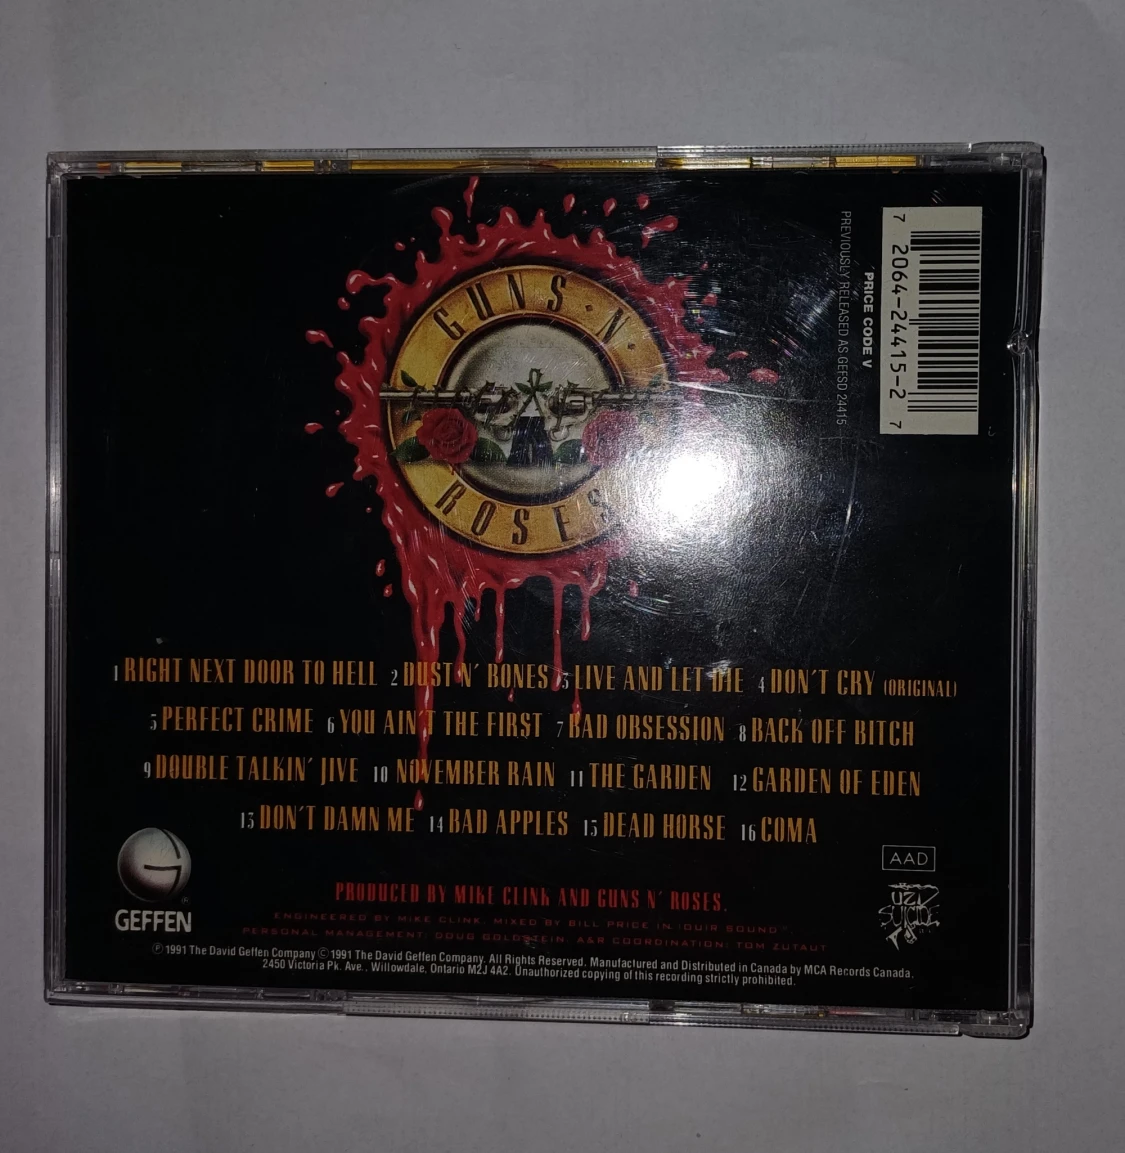 GUNS · N ·
ROSES
PREVIOUSLY RELEASED AS GEFSD 24415
PRICE CODE V
7 2064-24415-2 7
1 RIGHT NEXT DOOR TO HELL 2 DUST N' BONES 3 LIVE AND LET DIE 4 DON'T CRY (ORIGINAL)
5 PERFECT CRIME 6 YOU AIN'T THE FIRST 7 BAD OBSESSION 8 BACK OFF BITCH
9 DOUBLE TALKIN' JIVE 10 NOVEMBER RAIN 11 THE GARDEN 12 GARDEN OF EDEN
13 DON'T DAMN ME 14 BAD APPLES 15 DEAD HORSE 16 COMA
AAD
G
GEFFEN
®
UZI
SUICIDE
PRODUCED BY MIKE CLINK AND GUNS N' ROSES.
ENGINEERED BY MIKE CLINK. MIXED BY BILL PRICE IN "OUIR SOUND"
PERSONAL MANAGEMENT: DOUG GOLDSTEIN. A&R COORDINATION: TOM ZUTAUT
℗ 1991 The David Geffen Company © 1991 The David Geffen Company. All Rights Reserved. Manufactured and Distributed in Canada by MCA Records Canada,
2450 Victoria Pk. Ave., Willowdale, Ontario M2J 4A2. Unauthorized copying of this recording strictly prohibited.